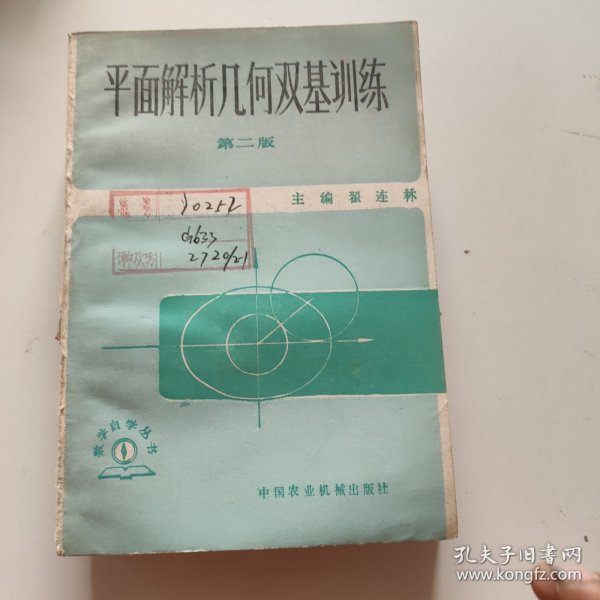 平面解析几何双基训练
第二版
主编 翟连林
10252
G633
2720/2-1
数学自学丛书
中国农业机械出版社
孔夫子旧书网
www.kongfz.com